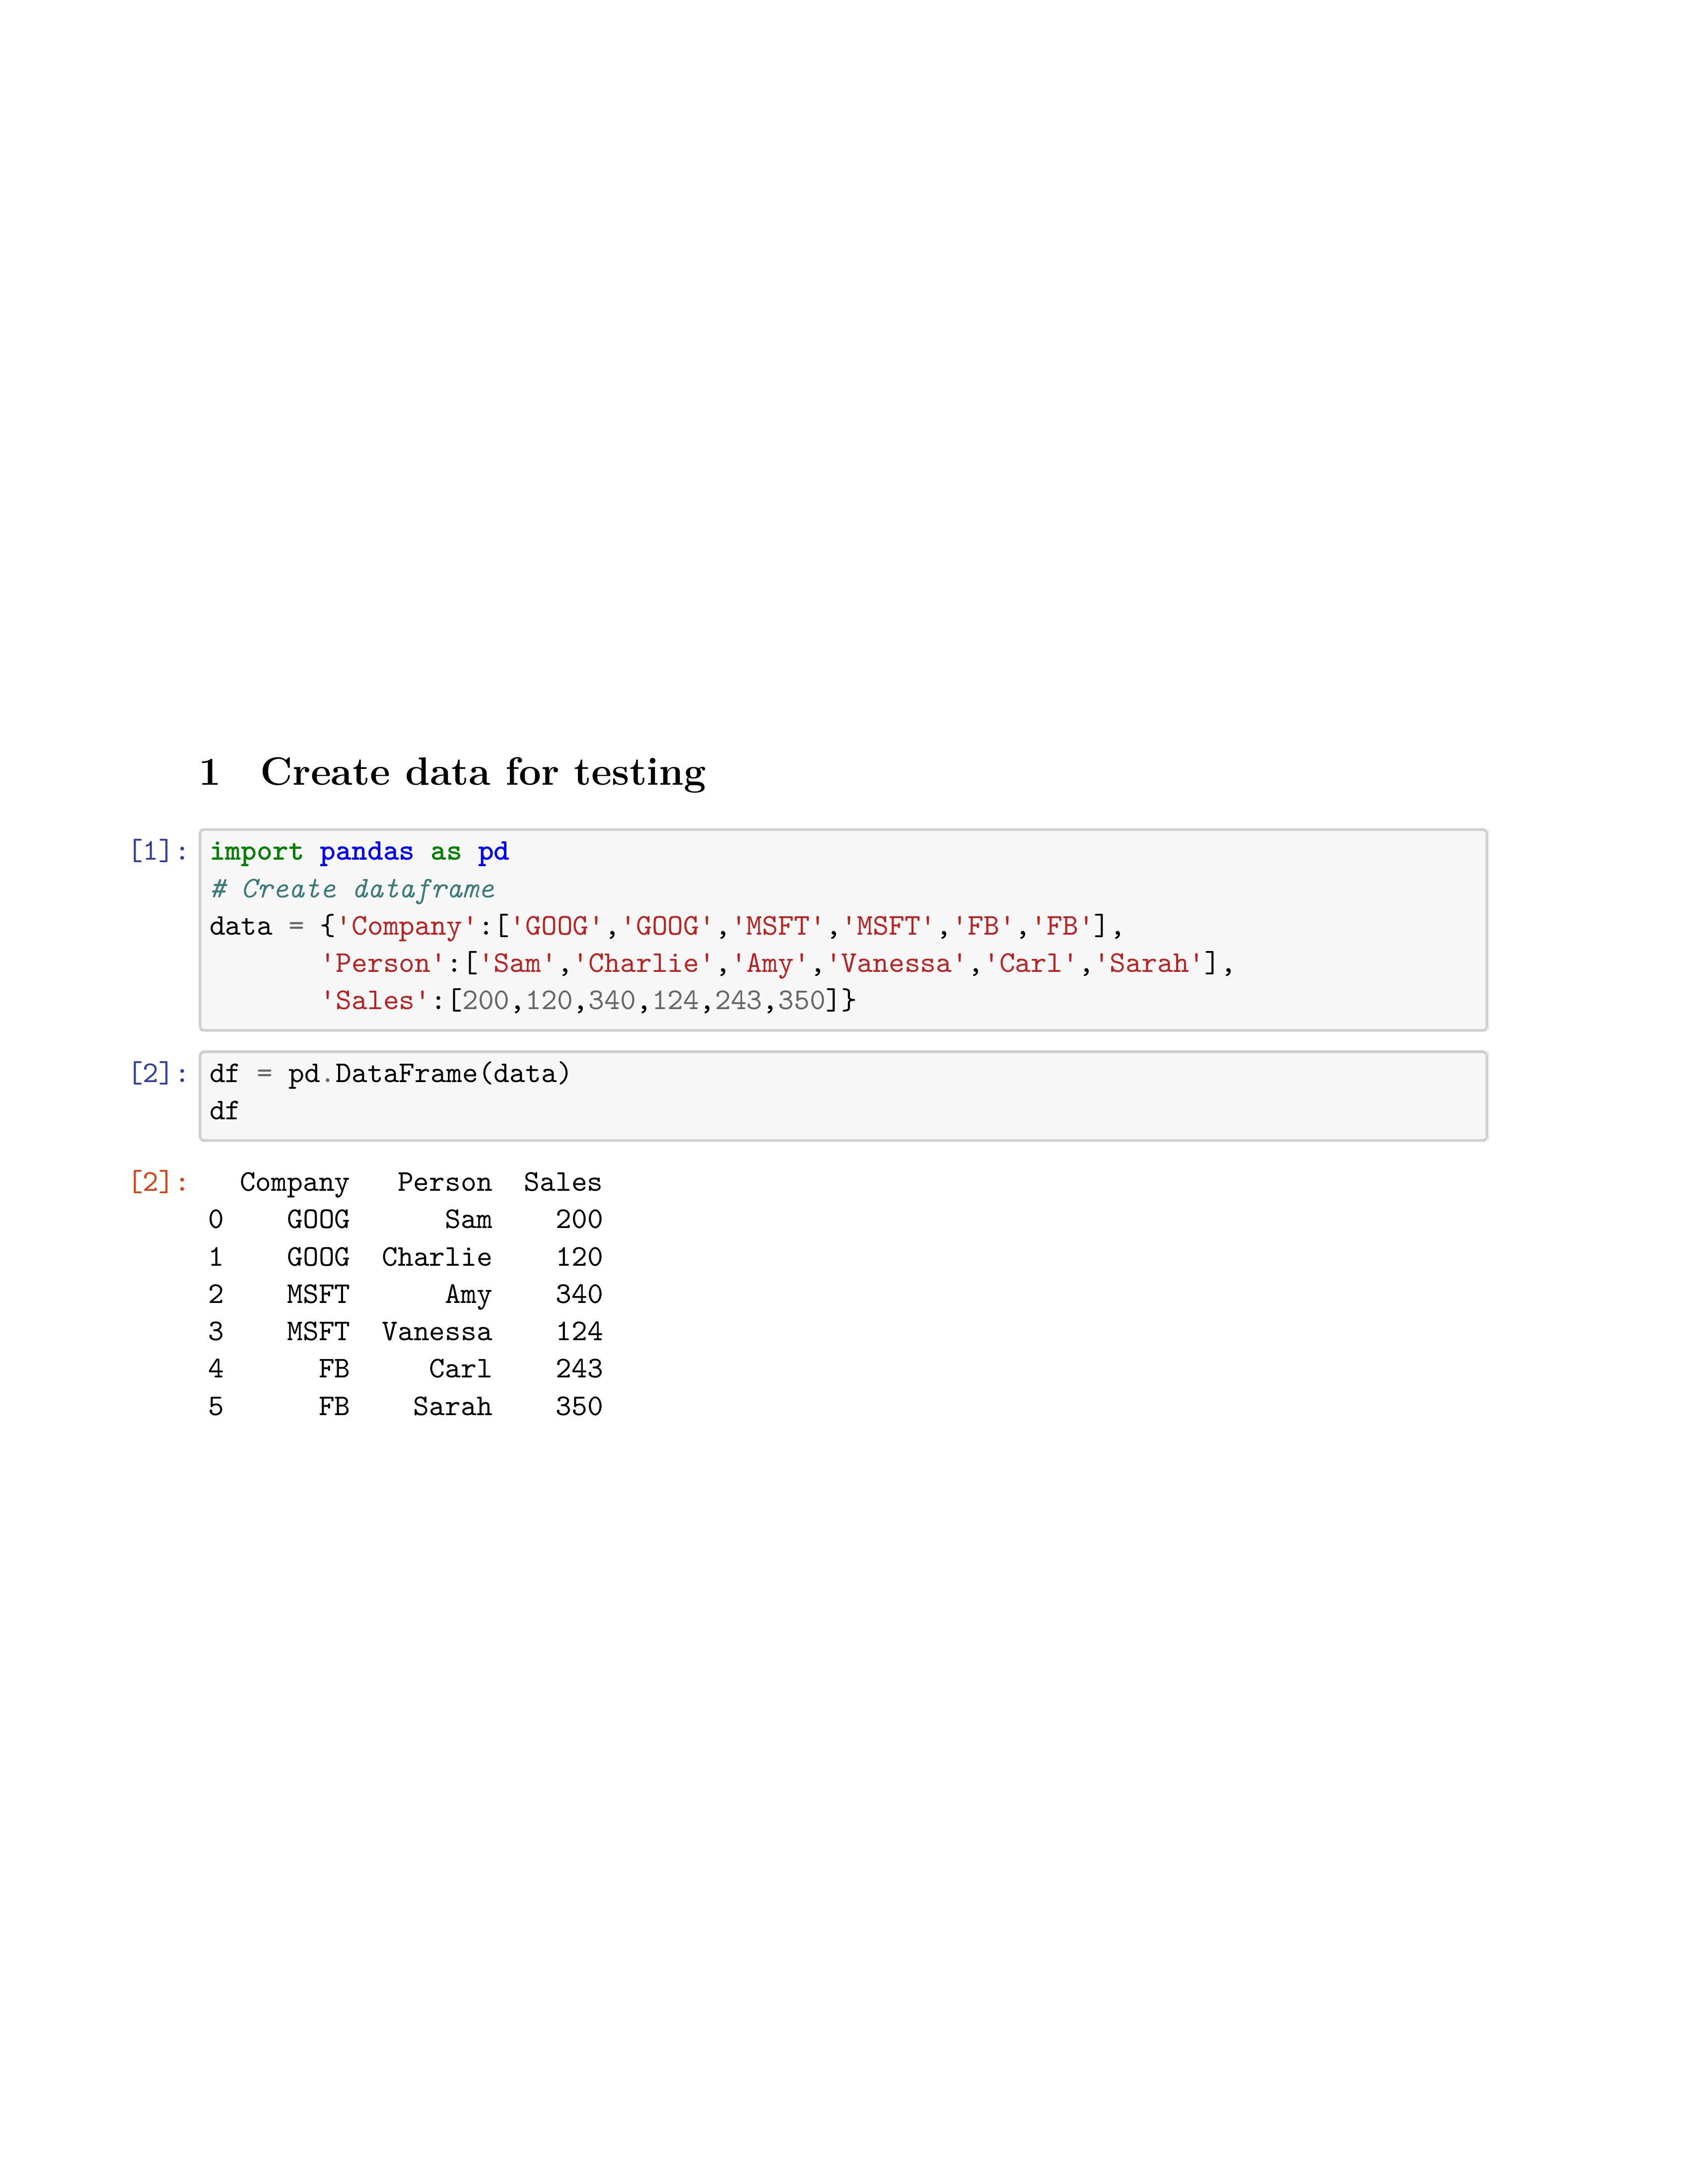 1 Create data for testing
[1]: import pandas as pd
# Create dataframe
data = {'Company':['GOOG','GOOG','MSFT','MSFT','FB','FB'],
'Person':['Sam','Charlie','Amy','Vanessa','Carl','Sarah'],
'Sales':[200,120,340,124,243,350]}
[2]: df = pd.DataFrame(data)
df
[2]: Company Person Sales
0 GOOG Sam 200
1 GOOG Charlie 120
2 MSFT Amy 340
3 MSFT Vanessa 124
4 FB Carl 243
5 FB Sarah 350